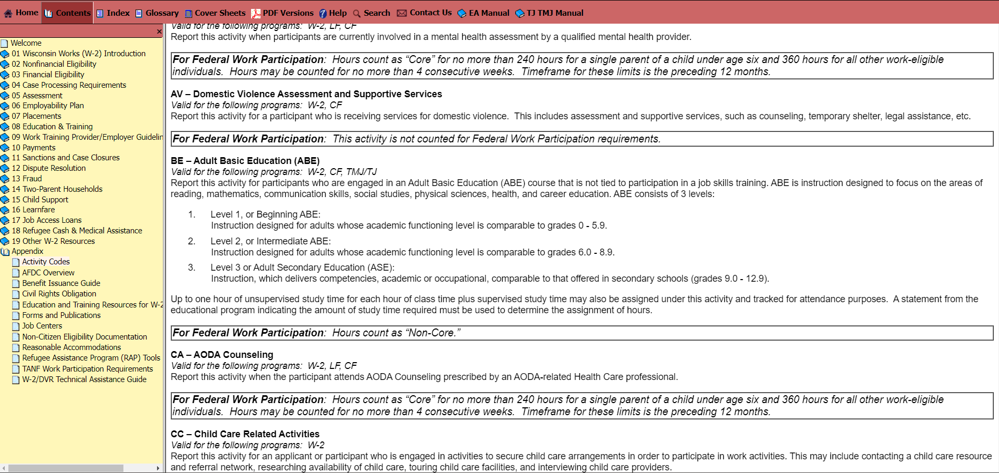 Home Contents Index Glossary Cover Sheets PDF Versions Help Search Contact Us EA Manual TJ TMJ Manual
Welcome
01 Wisconsin Works (W-2) Introduction
02 Nonfinancial Eligibility
03 Financial Eligibility
04 Case Processing Requirements
05 Assessment
06 Employability Plan
07 Placements
08 Education & Training
09 Work Training Provider/Employer Guidelin
10 Payments
11 Sanctions and Case Closures
12 Dispute Resolution
13 Fraud
14 Two-Parent Households
15 Child Support
16 Learnfare
17 Job Access Loans
18 Refugee Cash & Medical Assistance
19 Other W-2 Resources
Appendix
Activity Codes
AFDC Overview
Benefit Issuance Guide
Civil Rights Obligation
Education and Training Resources for W-2
Forms and Publications
Job Centers
Non-Citizen Eligibility Documentation
Reasonable Accommodations
Refugee Assistance Program (RAP) Tools
TANF Work Participation Requirements
W-2/DVR Technical Assistance Guide
Valid for the following programs: W-2, LF, CF
Report this activity when participants are currently involved in a mental health assessment by a qualified mental health provider.
For Federal Work Participation: Hours count as “Core” for no more than 240 hours for a single parent of a child under age six and 360 hours for all other work-eligible
individuals. Hours may be counted for no more than 4 consecutive weeks. Timeframe for these limits is the preceding 12 months.
AV – Domestic Violence Assessment and Supportive Services
Valid for the following programs: W-2, CF
Report this activity for a participant who is receiving services for domestic violence. This includes assessment and supportive services, such as counseling, temporary shelter, legal assistance, etc.
For Federal Work Participation: This activity is not counted for Federal Work Participation requirements.
BE – Adult Basic Education (ABE)
Valid for the following programs: W-2, CF, TMJ/TJ
Report this activity for participants who are engaged in an Adult Basic Education (ABE) course that is not tied to participation in a job skills training. ABE is instruction designed to focus on the areas of
reading, mathematics, communication skills, social studies, physical sciences, health, and career education. ABE consists of 3 levels:
1. Level 1, or Beginning ABE:
Instruction designed for adults whose academic functioning level is comparable to grades 0 - 5.9.
2. Level 2, or Intermediate ABE:
Instruction designed for adults whose academic functioning level is comparable to grades 6.0 - 8.9.
3. Level 3 or Adult Secondary Education (ASE):
Instruction, which delivers competencies, academic or occupational, comparable to that offered in secondary schools (grades 9.0 - 12.9).
Up to one hour of unsupervised study time for each hour of class time plus supervised study time may also be assigned under this activity and tracked for attendance purposes. A statement from the
educational program indicating the amount of study time required must be used to determine the assignment of hours.
For Federal Work Participation: Hours count as “Non-Core.”
CA – AODA Counseling
Valid for the following programs: W-2, LF, CF
Report this activity when the participant attends AODA Counseling prescribed by an AODA-related Health Care professional.
For Federal Work Participation: Hours count as “Core” for no more than 240 hours for a single parent of a child under age six and 360 hours for all other work-eligible
individuals. Hours may be counted for no more than 4 consecutive weeks. Timeframe for these limits is the preceding 12 months.
CC – Child Care Related Activities
Valid for the following programs: W-2
Report this activity for an applicant or participant who is engaged in activities to secure child care arrangements in order to participate in work activities. This may include contacting a child care resource
and referral network, researching availability of child care, touring child care facilities, and interviewing child care providers.